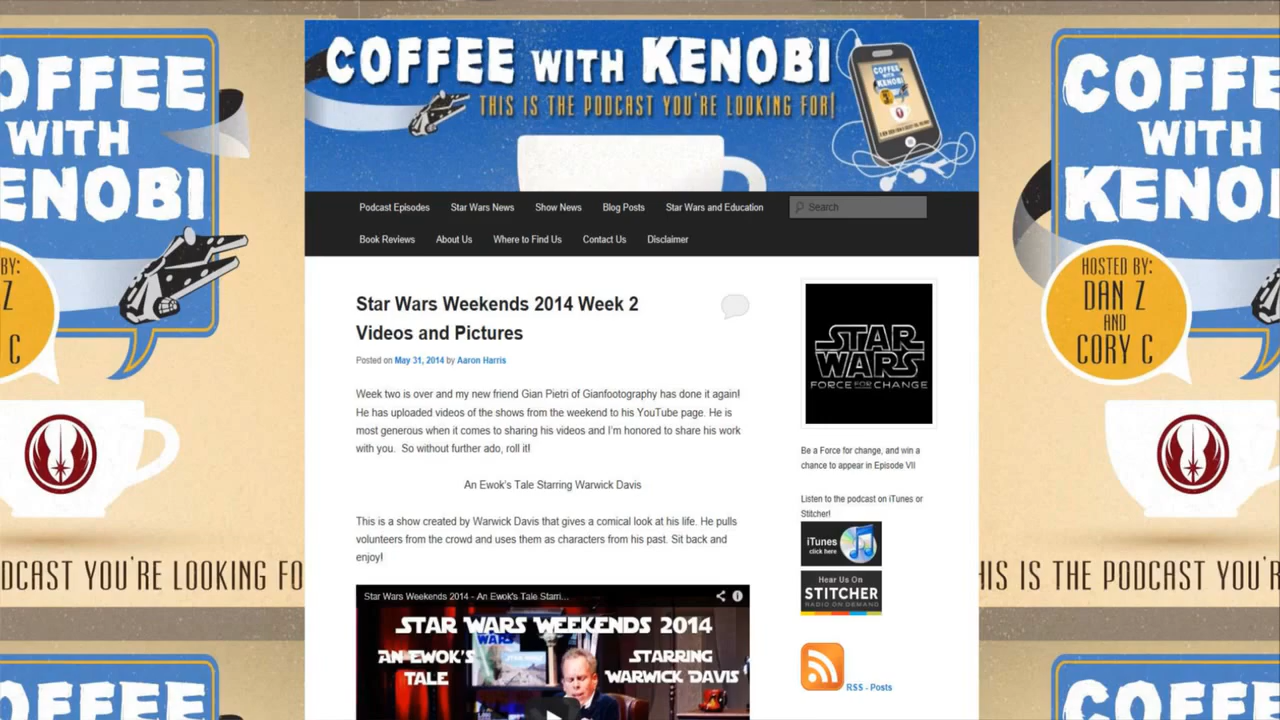 COFFEE WITH KENOBI
THIS IS THE PODCAST YOU'RE LOOKING FOR!
COFFEE
WITH
KENOBI
Podcast Episodes Star Wars News Show News Blog Posts Star Wars and Education Search
Book Reviews About Us Where to Find Us Contact Us Disclaimer
Star Wars Weekends 2014 Week 2
Videos and Pictures
Posted on May 31, 2014 by Aaron Harris
Week two is over and my new friend Gian Pietri of Gianfootography has done it again!
He has uploaded videos of the shows from the weekend to his YouTube page. He is
most generous when it comes to sharing his videos and I'm honored to share his work
with you. So without further ado, roll it!
An Ewok's Tale Starring Warwick Davis
This is a show created by Warwick Davis that gives a comical look at his life. He pulls
volunteers from the crowd and uses them as characters from his past. Sit back and
enjoy!
Star Wars Weekends 2014 - An Ewok's Tale Starri...
STAR WARS WEEKENDS 2014
AN EWOK'S
TALE
STARRING
WARWICK DAVIS
STAR
WARS
FORCE FOR CHANGE
Be a Force for change, and win a
chance to appear in Episode VII
Listen to the podcast on iTunes or
Stitcher!
iTunes
click here
Hear Us On
STITCHER
RADIO ON DEMAND
RSS - Posts
OFFEE
WITH
ENOBI
BY:
Z
C
DCAST YOU'RE LOOKING FO
OFFEE
COFFE
WITH
KENO
HOSTED BY:
DAN Z
AND
CORY C
HIS IS THE PODCAST YOU'R
COFFE